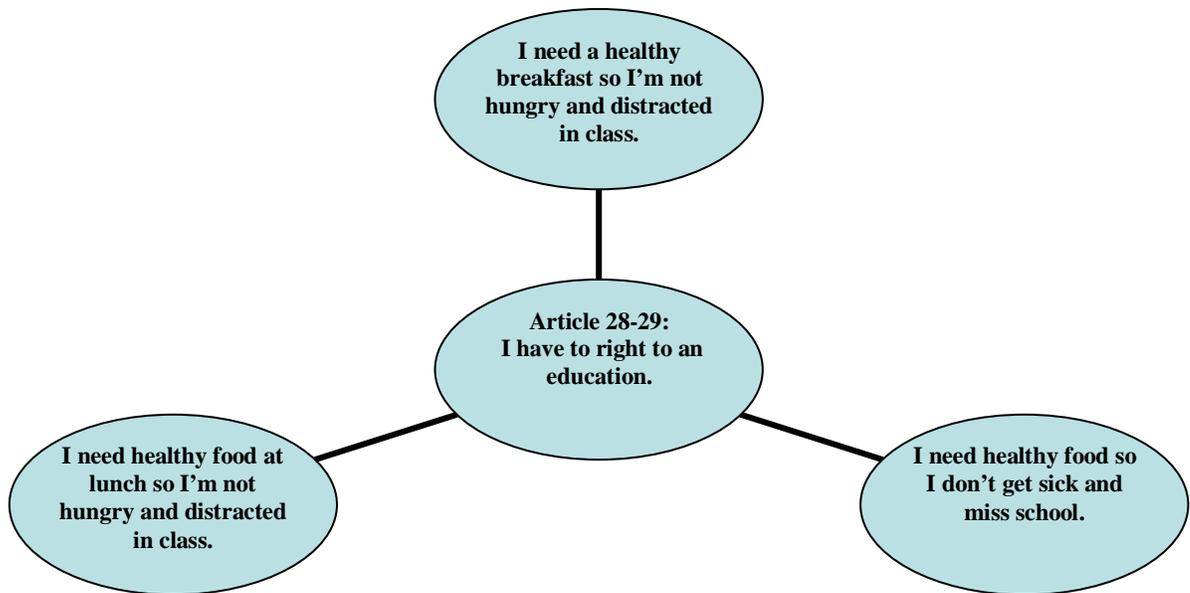 I need a healthy
breakfast so I’m not
hungry and distracted
in class.
Article 28-29:
I have to right to an
education.
I need healthy food at
lunch so I’m not
hungry and distracted
in class.
I need healthy food so
I don’t get sick and
miss school.